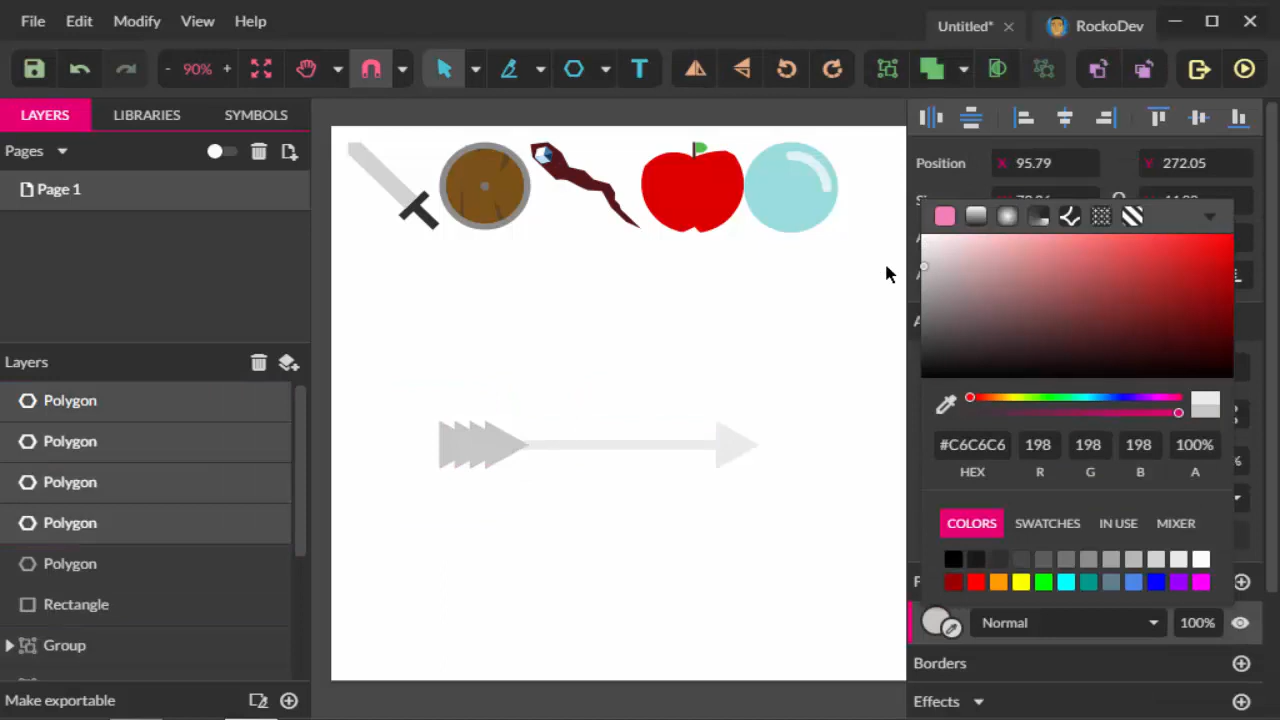 File Edit Modify View Help
Untitled* RockoDev
- 90% +
LAYERS LIBRARIES SYMBOLS
Pages
Page 1
Position X 95.79 Y 272.05
Layers
Polygon
Polygon
Polygon
Polygon
Polygon
Rectangle
Group
Make exportable
#C6C6C6 198 198 198 100%
HEX R G B A
COLORS SWATCHES IN USE MIXER
Normal 100%
Borders
Effects